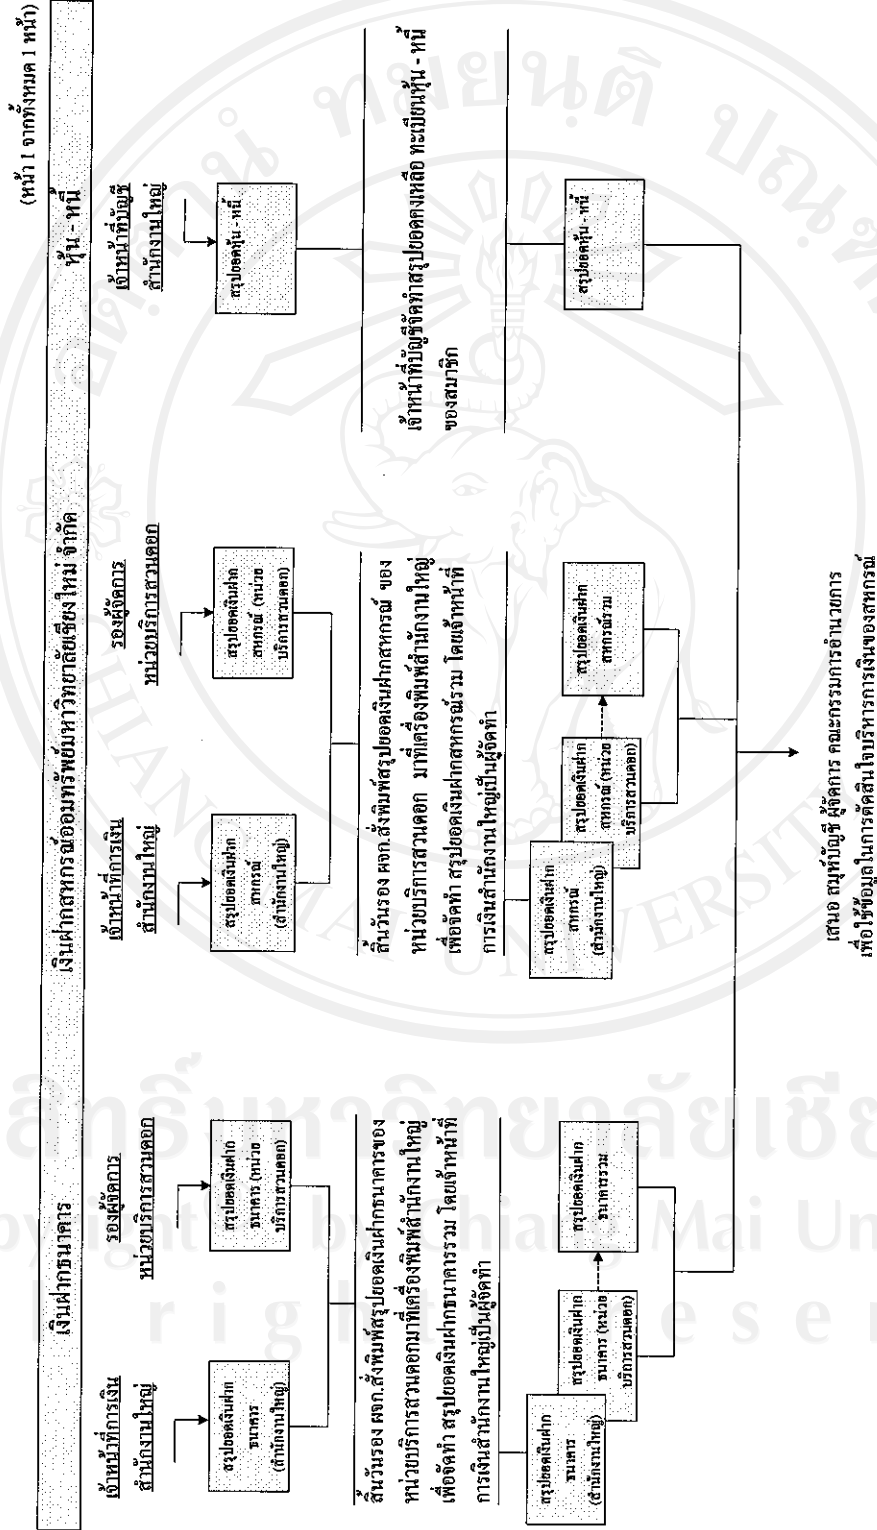 (หน้า 1 จากทั้งหมด 1 หน้า)
เงินฝากธนาคาร
เงินฝากสหกรณ์ออมทรัพย์มหาวิทยาลัยเชียงใหม่ จำกัด
หุ้น - หนี้
เจ้าหน้าที่การเงิน
สำนักงานใหญ่
รองผู้จัดการ
หน่วยบริการสวนดอก
เจ้าหน้าที่การเงิน
สำนักงานใหญ่
รองผู้จัดการ
หน่วยบริการสวนดอก
เจ้าหน้าที่บัญชี
สำนักงานใหญ่
สรุปยอดเงินฝาก
ธนาคาร
(สำนักงานใหญ่)
สรุปยอดเงินฝาก
ธนาคาร (หน่วย
บริการสวนดอก)
สรุปยอดเงินฝาก
สหกรณ์
(สำนักงานใหญ่)
สรุปยอดเงินฝาก
สหกรณ์ (หน่วย
บริการสวนดอก)
สรุปยอดหุ้น - หนี้
สิ้นวันรอง ผจก.สั่งพิมพ์สรุปยอดเงินฝากธนาคารของ
หน่วยบริการสวนดอกมาที่เครื่องพิมพ์สำนักงานใหญ่
เพื่อจัดทำ สรุปยอดเงินฝากธนาคารรวม โดยเจ้าหน้าที่
การเงินสำนักงานใหญ่เป็นผู้จัดทำ
สิ้นวันรอง ผจก.สั่งพิมพ์สรุปยอดเงินฝากสหกรณ์ ของ
หน่วยบริการสวนดอก มาที่เครื่องพิมพ์สำนักงานใหญ่
เพื่อจัดทำ สรุปยอดเงินฝากสหกรณ์รวม โดยเจ้าหน้าที่
การเงินสำนักงานใหญ่เป็นผู้จัดทำ
เจ้าหน้าที่บัญชีจัดทำสรุปยอดคงเหลือ ทะเบียนหุ้น - หนี้
ของสมาชิก
สรุปยอดเงินฝาก
ธนาคาร
(สำนักงานใหญ่)
สรุปยอดเงินฝาก
ธนาคาร (หน่วย
บริการสวนดอก)
สรุปยอดเงินฝาก
ธนาคารรวม
สรุปยอดเงินฝาก
สหกรณ์
(สำนักงานใหญ่)
สรุปยอดเงินฝาก
สหกรณ์ (หน่วย
บริการสวนดอก)
สรุปยอดเงินฝาก
สหกรณ์รวม
สรุปยอดหุ้น - หนี้
เสนอ สมุห์บัญชี ผู้จัดการ คณะกรรมการอำนวยการ
เพื่อใช้ข้อมูลในการตัดสินใจบริหารการเงินของสหกรณ์
CHIANG MAI UNIVERSITY